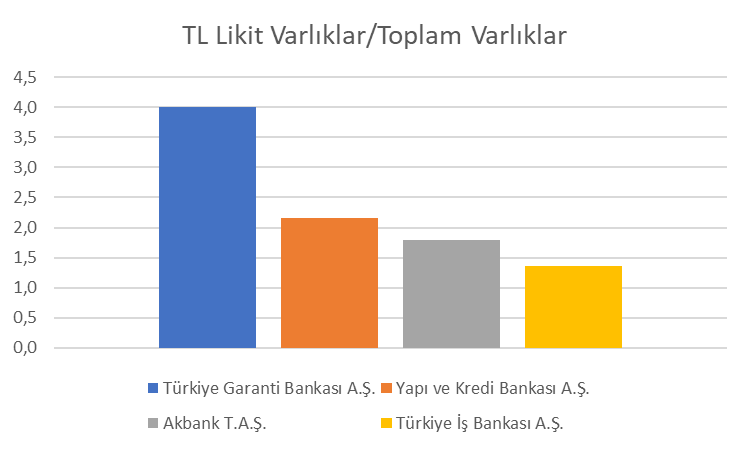 TL Likit Varlıklar/Toplam Varlıklar
4,5
4,0
3,5
3,0
2,5
2,0
1,5
1,0
0,5
0,0
Türkiye Garanti Bankası A.Ş.
Yapı ve Kredi Bankası A.Ş.
Akbank T.A.Ş.
Türkiye İş Bankası A.Ş.